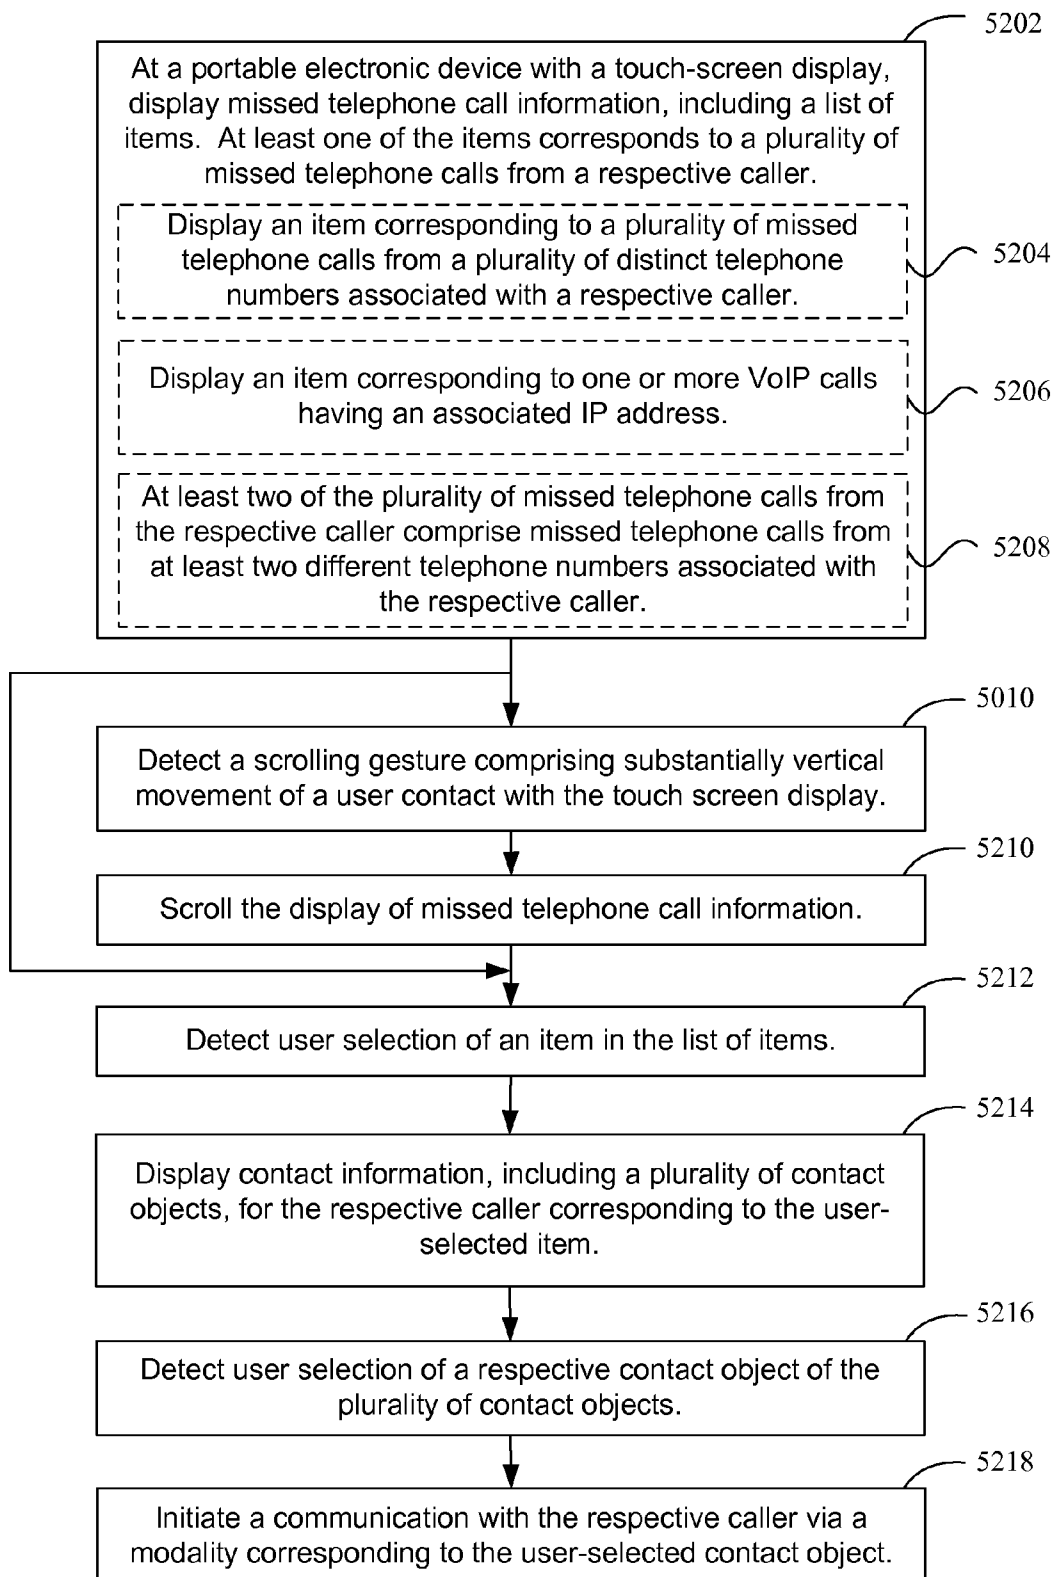 5202
At a portable electronic device with a touch-screen display,
display missed telephone call information, including a list of
items. At least one of the items corresponds to a plurality of
missed telephone calls from a respective caller.
Display an item corresponding to a plurality of missed
telephone calls from a plurality of distinct telephone
numbers associated with a respective caller.
5204
Display an item corresponding to one or more VoIP calls
having an associated IP address.
5206
At least two of the plurality of missed telephone calls from
the respective caller comprise missed telephone calls from
at least two different telephone numbers associated with
the respective caller.
5208
5010
Detect a scrolling gesture comprising substantially vertical
movement of a user contact with the touch screen display.
5210
Scroll the display of missed telephone call information.
5212
Detect user selection of an item in the list of items.
5214
Display contact information, including a plurality of contact
objects, for the respective caller corresponding to the user-
selected item.
5216
Detect user selection of a respective contact object of the
plurality of contact objects.
5218
Initiate a communication with the respective caller via a
modality corresponding to the user-selected contact object.